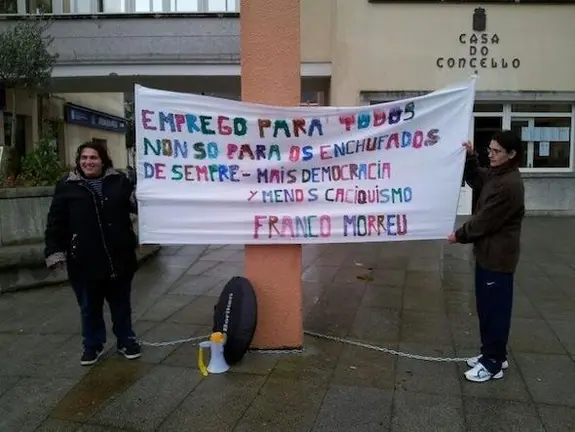 CASA
DO
CONCELLO
EMPREGO PARA TODOS
NON SO PARA OS ENCHUFADOS
DE SEMPRE - MAIS DEMOCRACIA
Y MENOS CACIQUISMO
FRANCO MORREU
Berthon